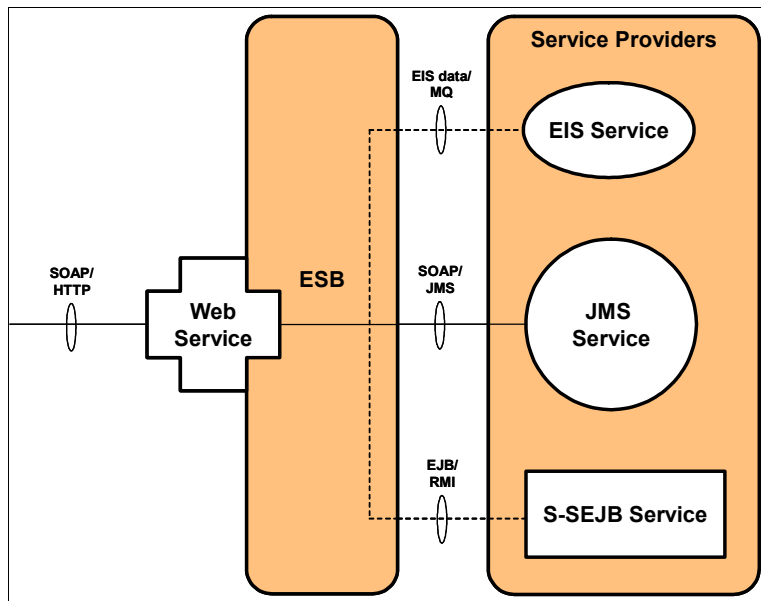 Service Providers
EIS data/
MQ
EIS Service
SOAP/
HTTP
Web
Service
ESB
SOAP/
JMS
JMS
Service
EJB/
RMI
S-SEJB Service